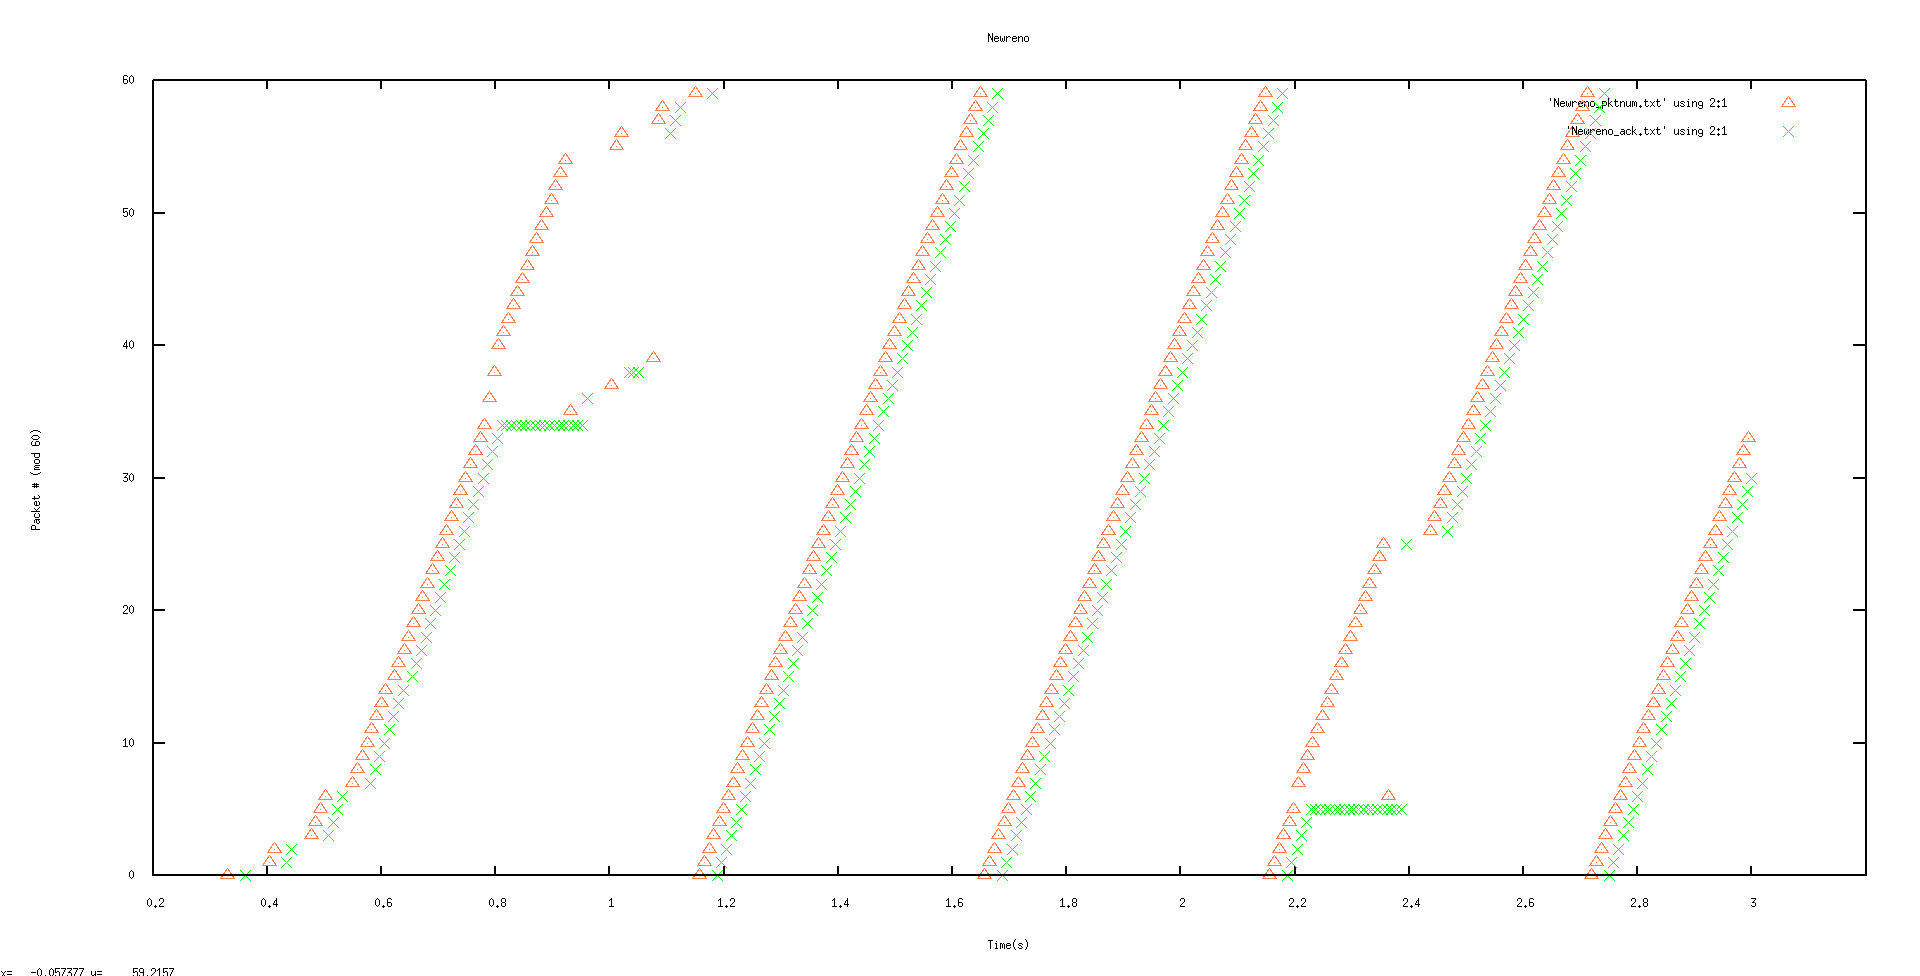 Newreno
60
50
40
30
20
10
0
Packet # (mod 60)
'Newreno_pktnum.txt' using 2:1
'Newreno_ack.txt' using 2:1
0.2 0.4 0.6 0.8 1 1.2 1.4 1.6 1.8 2 2.2 2.4 2.6 2.8 3
Time(s)
x= -0.057377 y= 59.2157